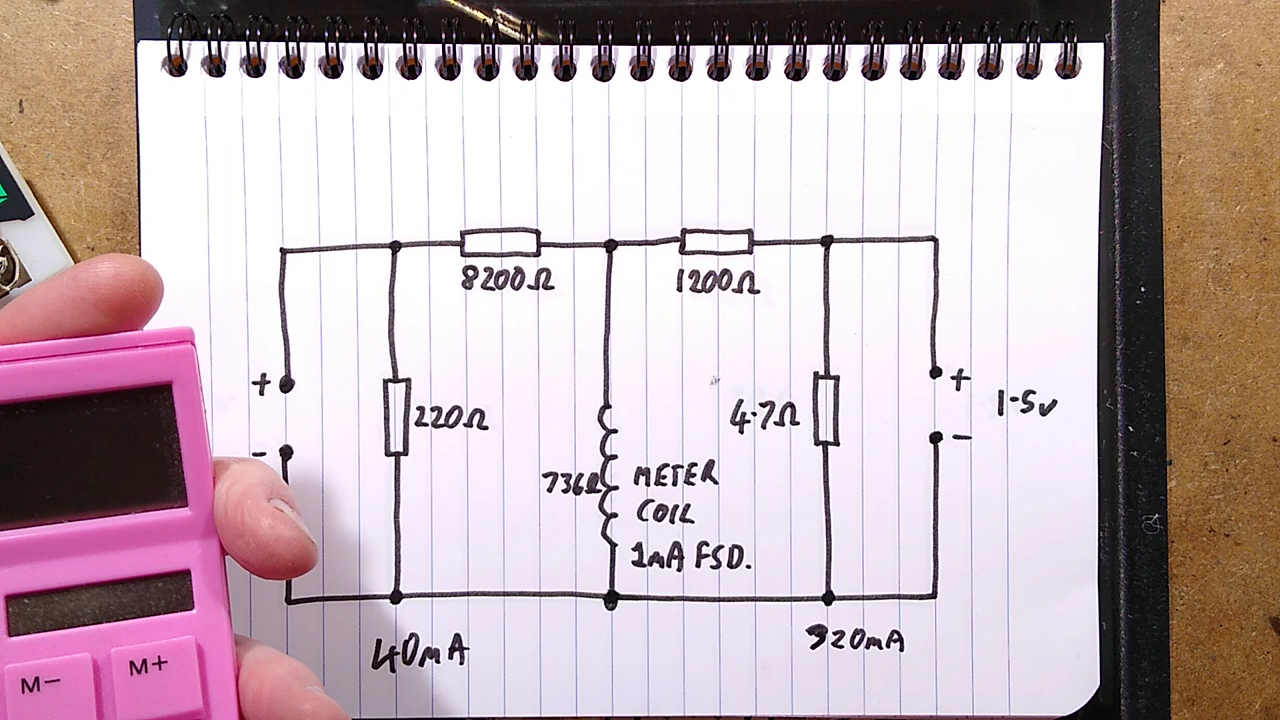 8200Ω
1200Ω
+
+
220Ω
4.7Ω
1.5v
-
-
736Ω
METER
COIL
1mA FSD.
40mA
320mA
M-
M+